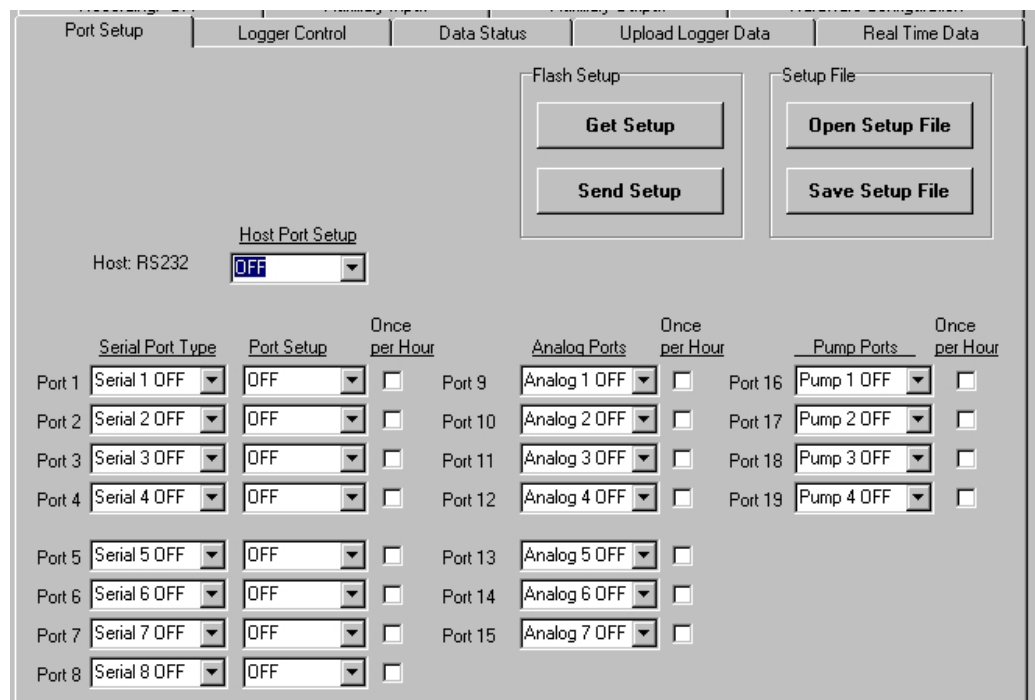 Port Setup Logger Control Data Status Upload Logger Data Real Time Data
Flash Setup Setup File
Get Setup Open Setup File
Send Setup Save Setup File
Host Port Setup
Host: RS232 OFF
Once Once Once
Serial Port Type Port Setup per Hour Analog Ports per Hour Pump Ports per Hour
Port 1 Serial 1 OFF OFF Port 9 Analog 1 OFF Port 16 Pump 1 OFF
Port 2 Serial 2 OFF OFF Port 10 Analog 2 OFF Port 17 Pump 2 OFF
Port 3 Serial 3 OFF OFF Port 11 Analog 3 OFF Port 18 Pump 3 OFF
Port 4 Serial 4 OFF OFF Port 12 Analog 4 OFF Port 19 Pump 4 OFF
Port 5 Serial 5 OFF OFF Port 13 Analog 5 OFF
Port 6 Serial 6 OFF OFF Port 14 Analog 6 OFF
Port 7 Serial 7 OFF OFF Port 15 Analog 7 OFF
Port 8 Serial 8 OFF OFF